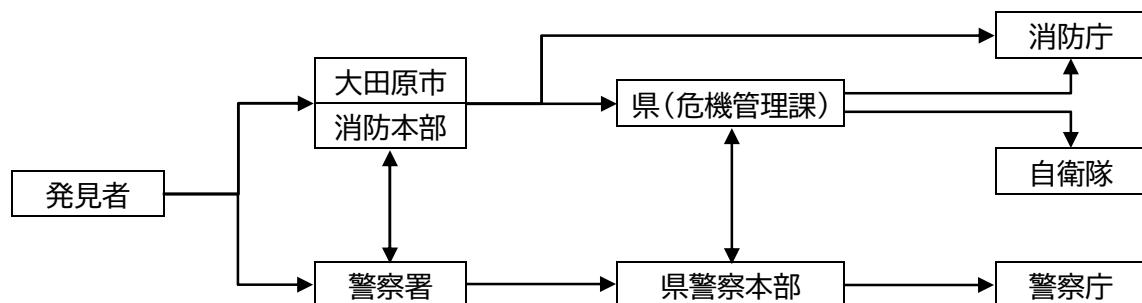 消防庁
大田原市
消防本部
県（危機管理課）
自衛隊
発見者
警察署
県警察本部
警察庁